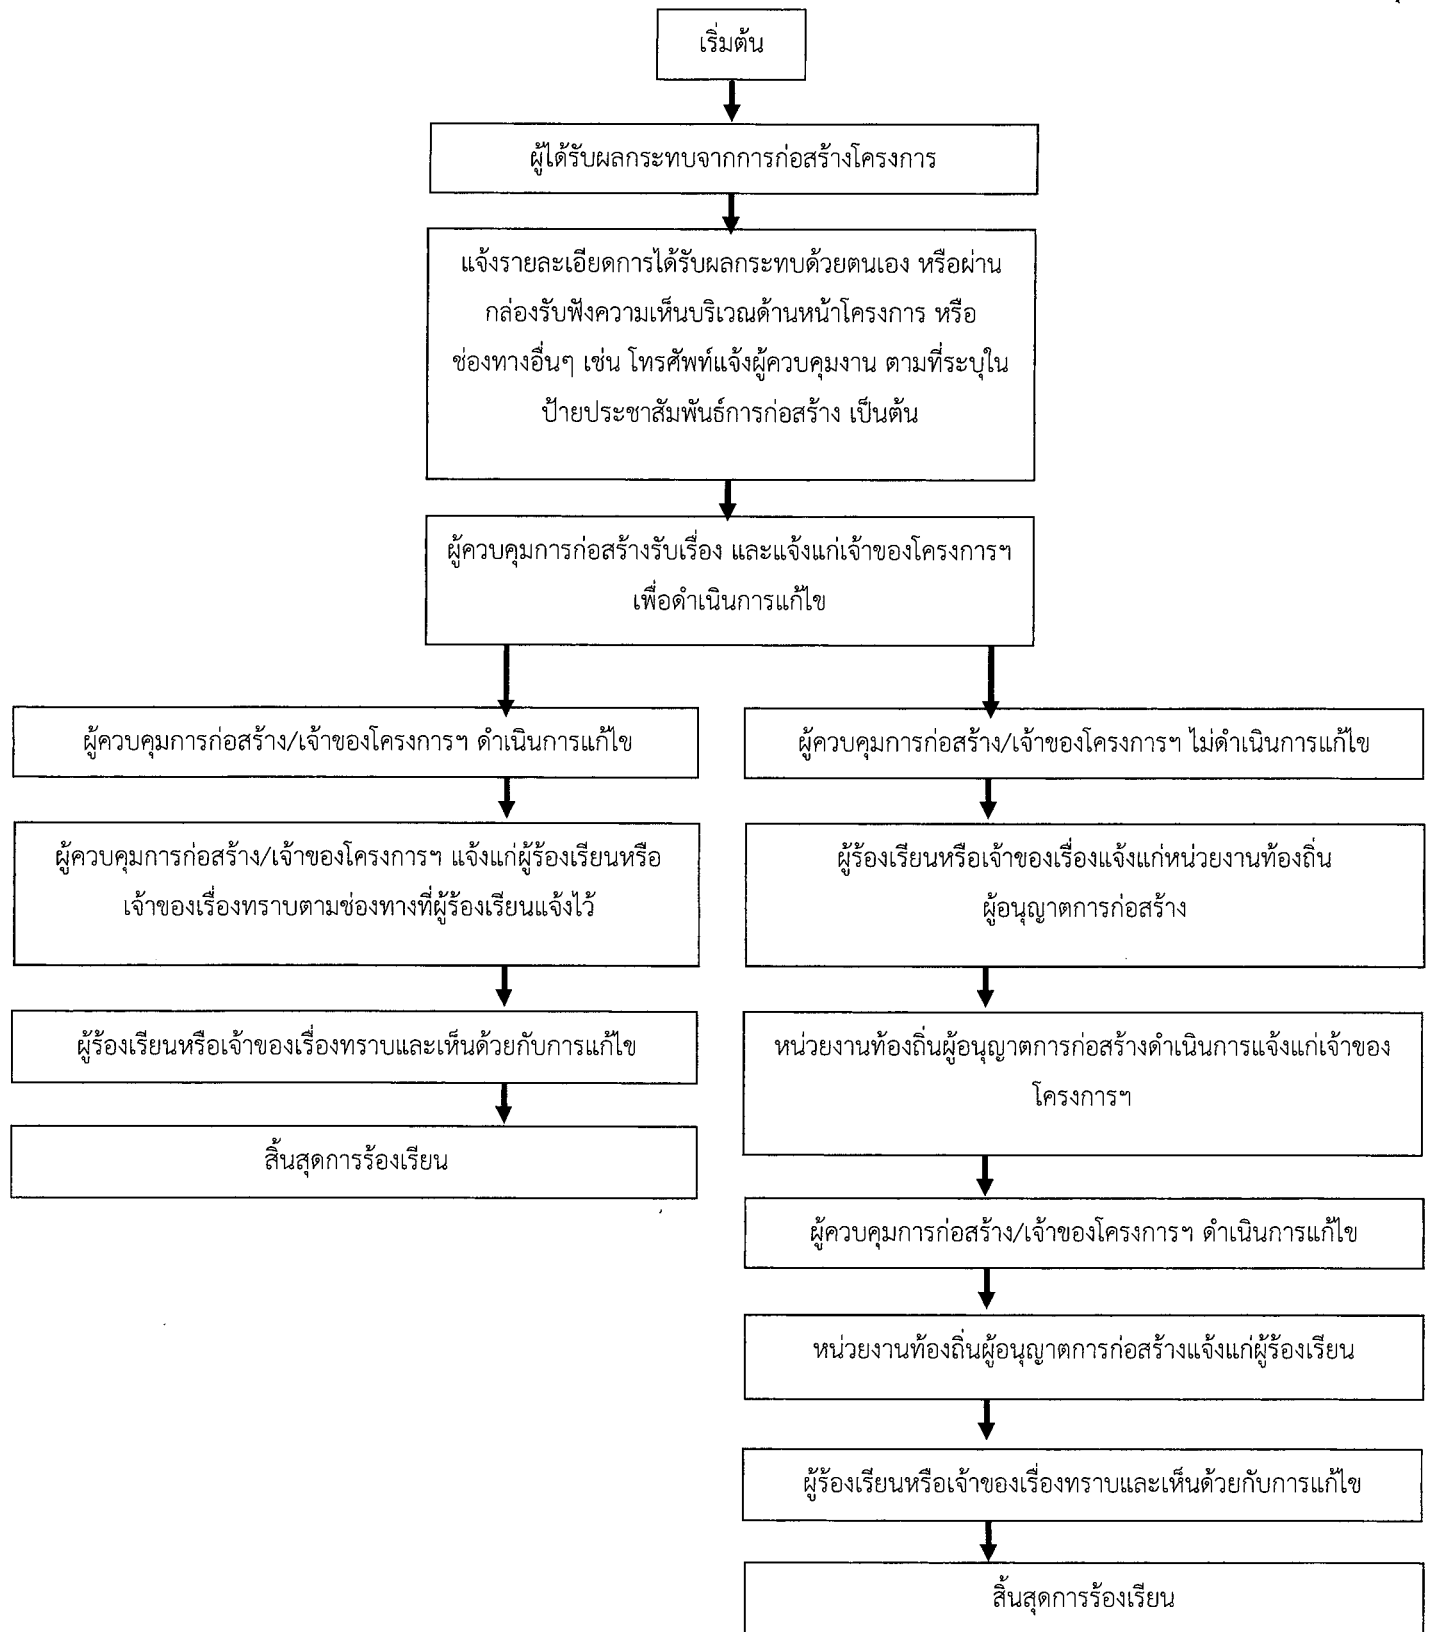 เริ่มต้น
ผู้ได้รับผลกระทบจากการก่อสร้างโครงการ
แจ้งรายละเอียดการได้รับผลกระทบด้วยตนเอง หรือผ่าน
กล่องรับฟังความเห็นบริเวณด้านหน้าโครงการ หรือ
ช่องทางอื่นๆ เช่น โทรศัพท์แจ้งผู้ควบคุมงาน ตามที่ระบุใน
ป้ายประชาสัมพันธ์การก่อสร้าง เป็นต้น
ผู้ควบคุมการก่อสร้างรับเรื่อง และแจ้งแก่เจ้าของโครงการฯ
เพื่อดำเนินการแก้ไข
ผู้ควบคุมการก่อสร้าง/เจ้าของโครงการฯ ดำเนินการแก้ไข
ผู้ควบคุมการก่อสร้าง/เจ้าของโครงการฯ แจ้งแก่ผู้ร้องเรียนหรือ
เจ้าของเรื่องทราบตามช่องทางที่ผู้ร้องเรียนแจ้งไว้
ผู้ร้องเรียนหรือเจ้าของเรื่องทราบและเห็นด้วยกับการแก้ไข
สิ้นสุดการร้องเรียน
ผู้ควบคุมการก่อสร้าง/เจ้าของโครงการฯ ไม่ดำเนินการแก้ไข
ผู้ร้องเรียนหรือเจ้าของเรื่องแจ้งแก่หน่วยงานท้องถิ่น
ผู้อนุญาตการก่อสร้าง
หน่วยงานท้องถิ่นผู้อนุญาตการก่อสร้างดำเนินการแจ้งแก่เจ้าของ
โครงการฯ
ผู้ควบคุมการก่อสร้าง/เจ้าของโครงการฯ ดำเนินการแก้ไข
หน่วยงานท้องถิ่นผู้อนุญาตการก่อสร้างแจ้งแก่ผู้ร้องเรียน
ผู้ร้องเรียนหรือเจ้าของเรื่องทราบและเห็นด้วยกับการแก้ไข
สิ้นสุดการร้องเรียน